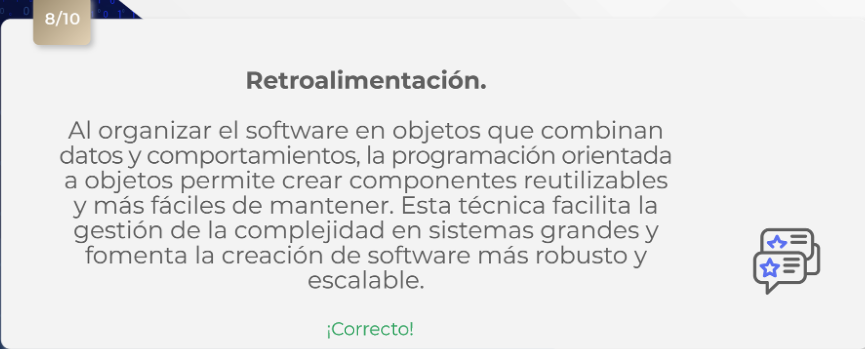 8/10
Retroalimentación.
Al organizar el software en objetos que combinan
datos y comportamientos, la programación orientada
a objetos permite crear componentes reutilizables
y más fáciles de mantener. Esta técnica facilita la
gestión de la complejidad en sistemas grandes y
fomenta la creación de software más robusto y
escalable.
¡Correcto!